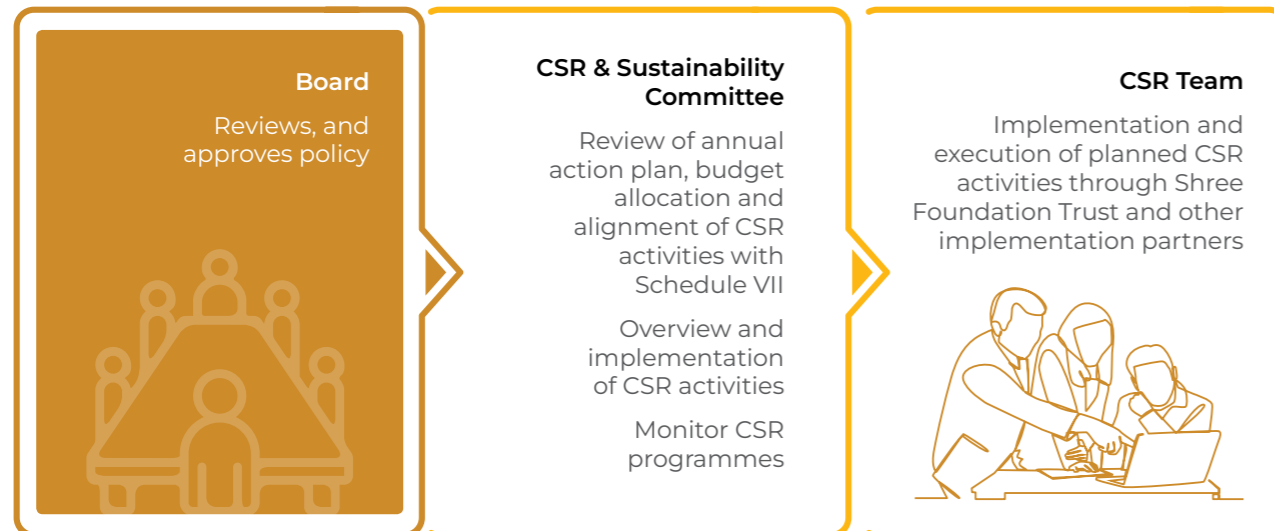 Board
Reviews, and
approves policy
CSR & Sustainability
Committee
Review of annual
action plan, budget
allocation and
alignment of CSR
activities with
Schedule VII
Overview and
implementation
of CSR activities
Monitor CSR
programmes
CSR Team
Implementation and
execution of planned CSR
activities through Shree
Foundation Trust and other
implementation partners